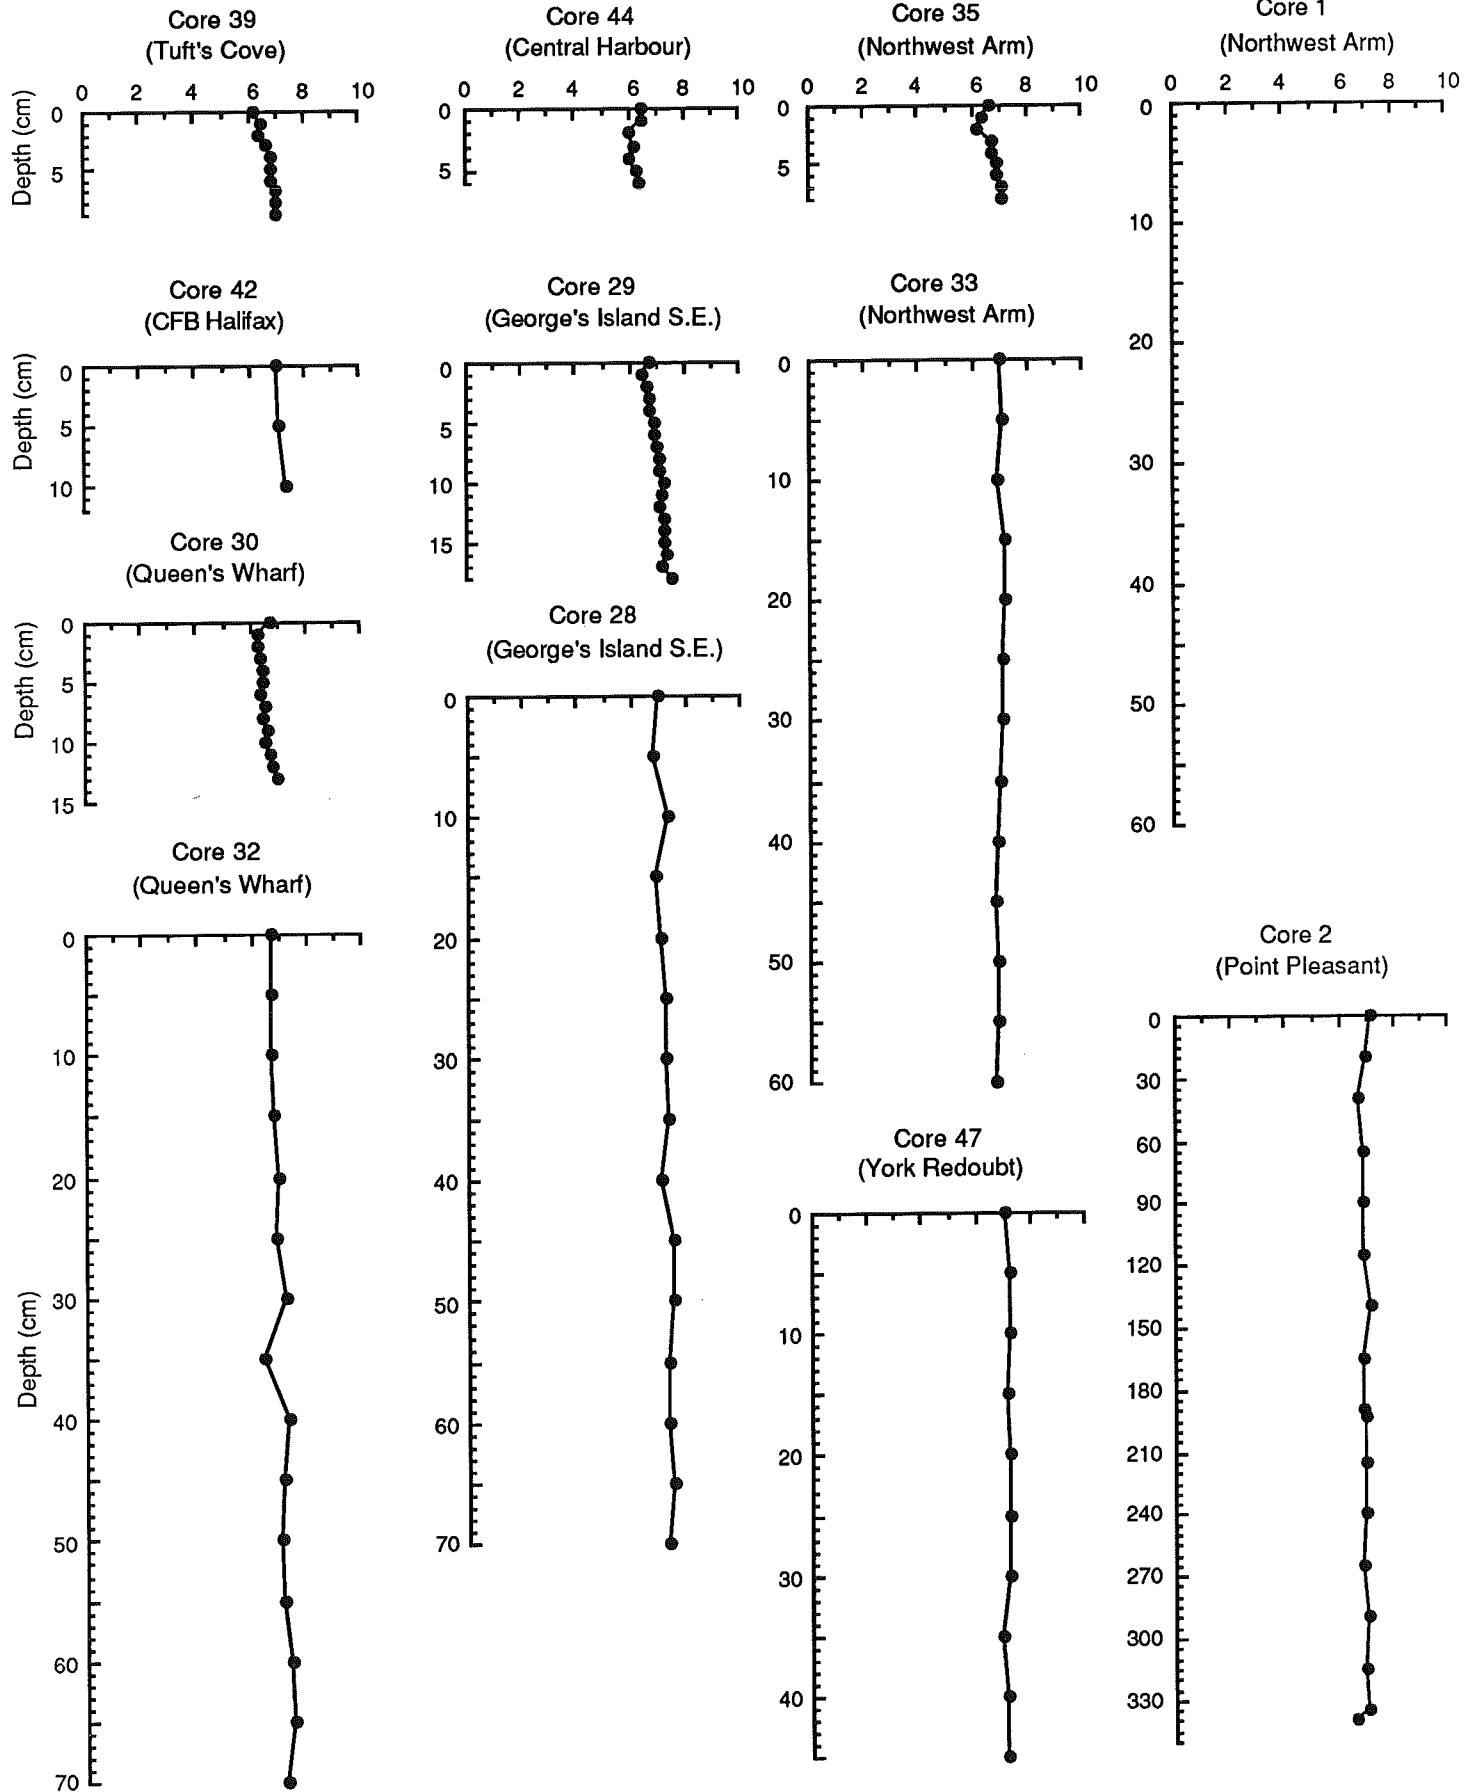 Core 39
(Tuft's Cove)
0 2 4 6 8 10
Depth (cm)
0
5
Core 44
(Central Harbour)
0 2 4 6 8 10
0
5
Core 35
(Northwest Arm)
0 2 4 6 8 10
0
5
Core 1
(Northwest Arm)
0 2 4 6 8 10
0
10
20
30
40
50
60
Core 42
(CFB Halifax)
Depth (cm)
0
5
10
Core 29
(George's Island S.E.)
0
5
10
15
Core 33
(Northwest Arm)
0
10
20
30
40
50
60
Core 30
(Queen's Wharf)
Depth (cm)
0
5
10
15
Core 28
(George's Island S.E.)
0
10
20
30
40
50
60
70
Core 32
(Queen's Wharf)
Depth (cm)
0
10
20
30
40
50
60
70
Core 47
(York Redoubt)
0
10
20
30
40
Core 2
(Point Pleasant)
0
30
60
90
120
150
180
210
240
270
300
330